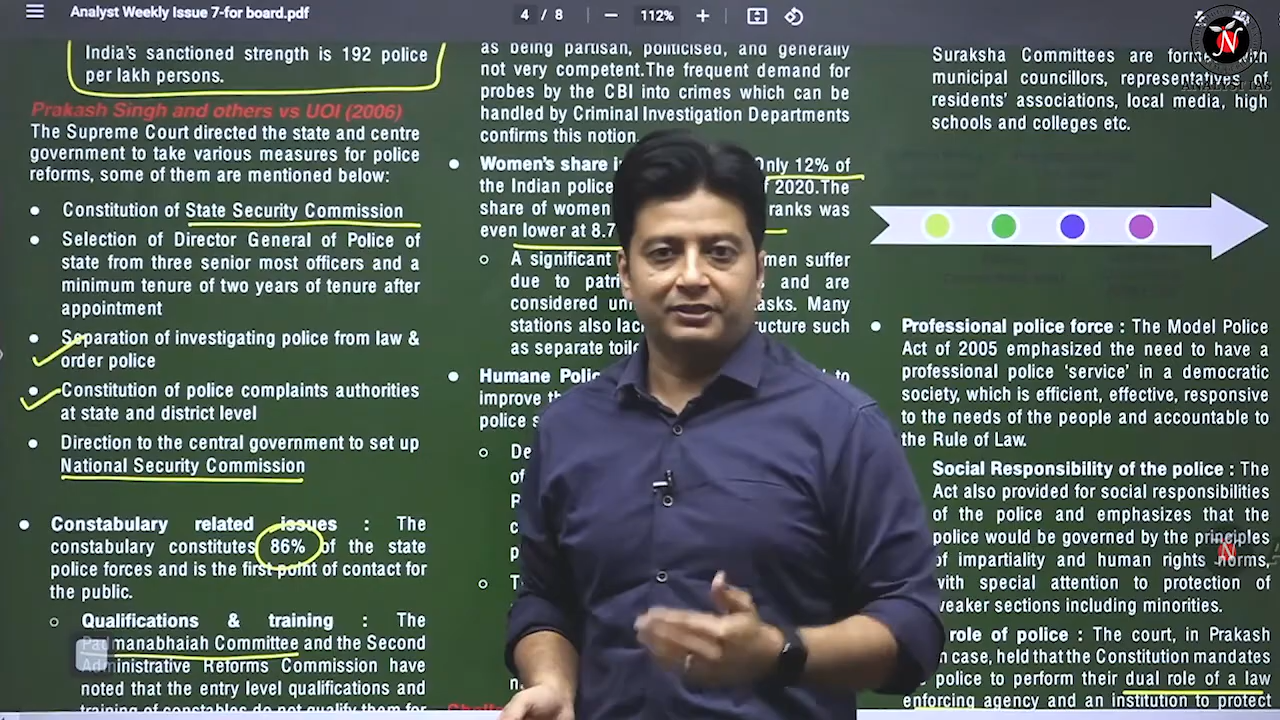 Analyst Weekly Issue 7-for board.pdf
4 / 8
112%
India's sanctioned strength is 192 police
per lakh persons.
Prakash Singh and others vs UOI (2006)
The Supreme Court directed the state and centre
government to take various measures for police
reforms, some of them are mentioned below:
Constitution of State Security Commission
Selection of Director General of Police of
state from three senior most officers and a
minimum tenure of two years of tenure after
appointment
Separation of investigating police from law &
order police
Constitution of police complaints authorities
at state and district level
Direction to the central government to set up
National Security Commission
Constabulary related issues : The
constabulary constitutes 86% of the state
police forces and is the first point of contact for
the public.
Qualifications & training : The
Padmanabhaiah Committee and the Second
Administrative Reforms Commission have
noted that the entry level qualifications and
training of constables do not qualify them for
as being partisan, politicised, and generally
not very competent.The frequent demand for
probes by the CBI into crimes which can be
handled by Criminal Investigation Departments
confirms this notion.
Women's share Only 12% of
the Indian police of 2020.The
share of women ranks was
even lower at 8.7
A significant men suffer
due to and are
considered asks. Many
stations also ucture such
as separate
Humane to
improve
police
De
of
Suraksha Committees are with
municipal councillors, representatives of
residents' associations, local media, high
schools and colleges etc.
Professional police force : The Model Police
Act of 2005 emphasized the need to have a
professional police 'service' in a democratic
society, which is efficient, effective, responsive
to the needs of the people and accountable to
the Rule of Law.
Social Responsibility of the police : The
Act also provided for social responsibilities
of the police and emphasizes that the
police would be governed by the principles
of impartiality and human rights norms,
with special attention to protection of
weaker sections including minorities.
role of police : The court, in Prakash
case, held that the Constitution mandates
police to perform their dual role of a law
enforcing agency and an institution to protect